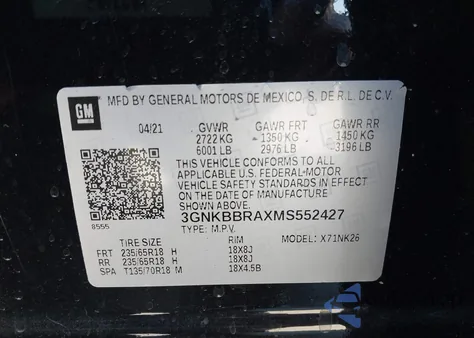 GM
MFD BY GENERAL MOTORS DE MEXICO, S. DE R.L. DE C.V.
04/21 GVWR GAWR FRT GAWR RR
2722 KG 1350 KG 1450 KG
6001 LB 2976 LB 3196 LB
THIS VEHICLE CONFORMS TO ALL
APPLICABLE U.S. FEDERAL-MOTOR
VEHICLE SAFETY STANDARDS IN EFFECT
ON THE DATE OF MANUFACTURE
SHOWN ABOVE.
3GNKBBRAXMS552427
8555 TYPE: M.P.V.
TIRE SIZE RIM MODEL: X71NK26
FRT 235/65R18 H 18X8J
RR 235/65R18 H 18X8J
SPA T135/70R18 M 18X4.5B